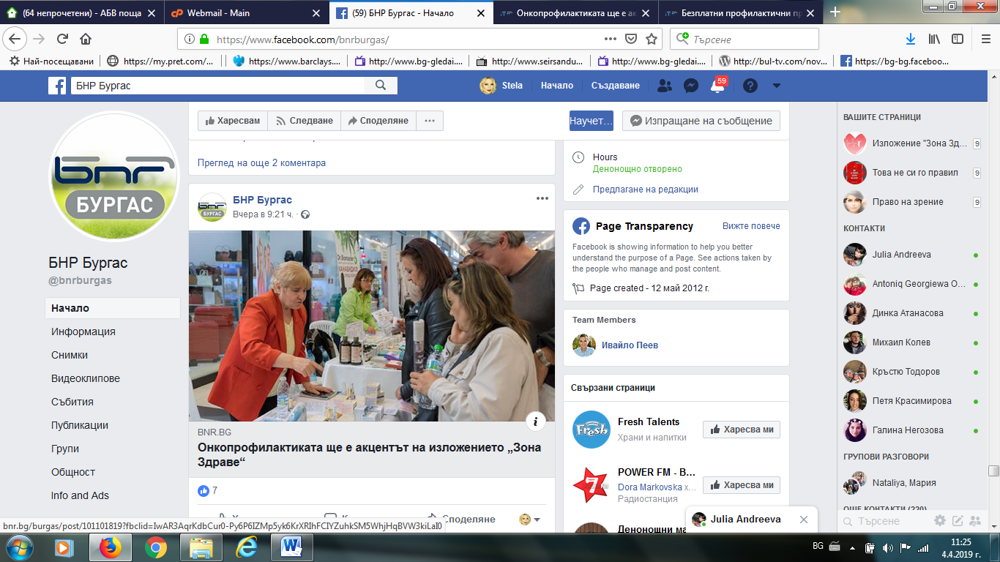 (64 непрочетени) - АБВ поща
Webmail - Main
(59) БНР Бургас - Начало
Онкопрофилактиката ще е ак
Безплатни профилактични пр
https://www.facebook.com/bnrburgas/
Търсене
Най-посещавани
https://my.pret.com/...
https://www.barclays....
http://www.bg-gledai....
http://www.seirsandu...
http://www.bg-gledai....
http://bul-tv.com/nov...
https://bg-bg.faceboo...
БНР Бургас
Stela
Начало
Създаване
59
Харесвам
Следване
Споделяне
Научет...
Изпращане на съобщение
bnr
БУРГАС
БНР Бургас
@bnrburgas
Начало
Информация
Снимки
Видеоклипове
Събития
Публикации
Групи
Общност
Info and Ads
Преглед на още 2 коментара
bnr
БУРГАС
БНР Бургас
Вчера в 9:21 ч.
BNR.BG
Онкопрофилактиката ще е акцентът на изложението „Зона
Здраве“
7
Споделяне
Hours
Денонощно отворено
Предлагане на редакции
Page Transparency
Вижте повече
Facebook is showing information to help you better
understand the purpose of a Page. See actions taken by
the people who manage and post content.
Page created - 12 май 2012 г.
Team Members
Ивайло Пеев
Свързани страници
Fresh
Fresh Talents
Храни и напитки
Харесва ми
7
POWER FM - B...
Dora Markovska х...
Радиостанция
Харесва ми
Денонощни ма
ВАШИТЕ СТРАНИЦИ
Изложение "Зона Зд...
9
Това не си го правил
9
Право на зрение
9
КОНТАКТИ
Julia Andreeva
Antoniq Georgiewa O...
Динка Атанасова
Михаил Колев
Кръстю Тодоров
Петя Красимирова
Галина Негозова
ГРУПОВИ РАЗГОВОРИ
Nataliya, Мария
ОЩЕ КОНТАКТИ (220)
Търсене
Julia Andreeva
bnr.bg/burgas/post/101101819?fbclid=IwAR3AqrKdbCur0-Py6P6IZMp5yk6KrXRIhFCIYZuhkSM5WhjHqBVW3kiLaI0
BG
11:25
4.4.2019 г.